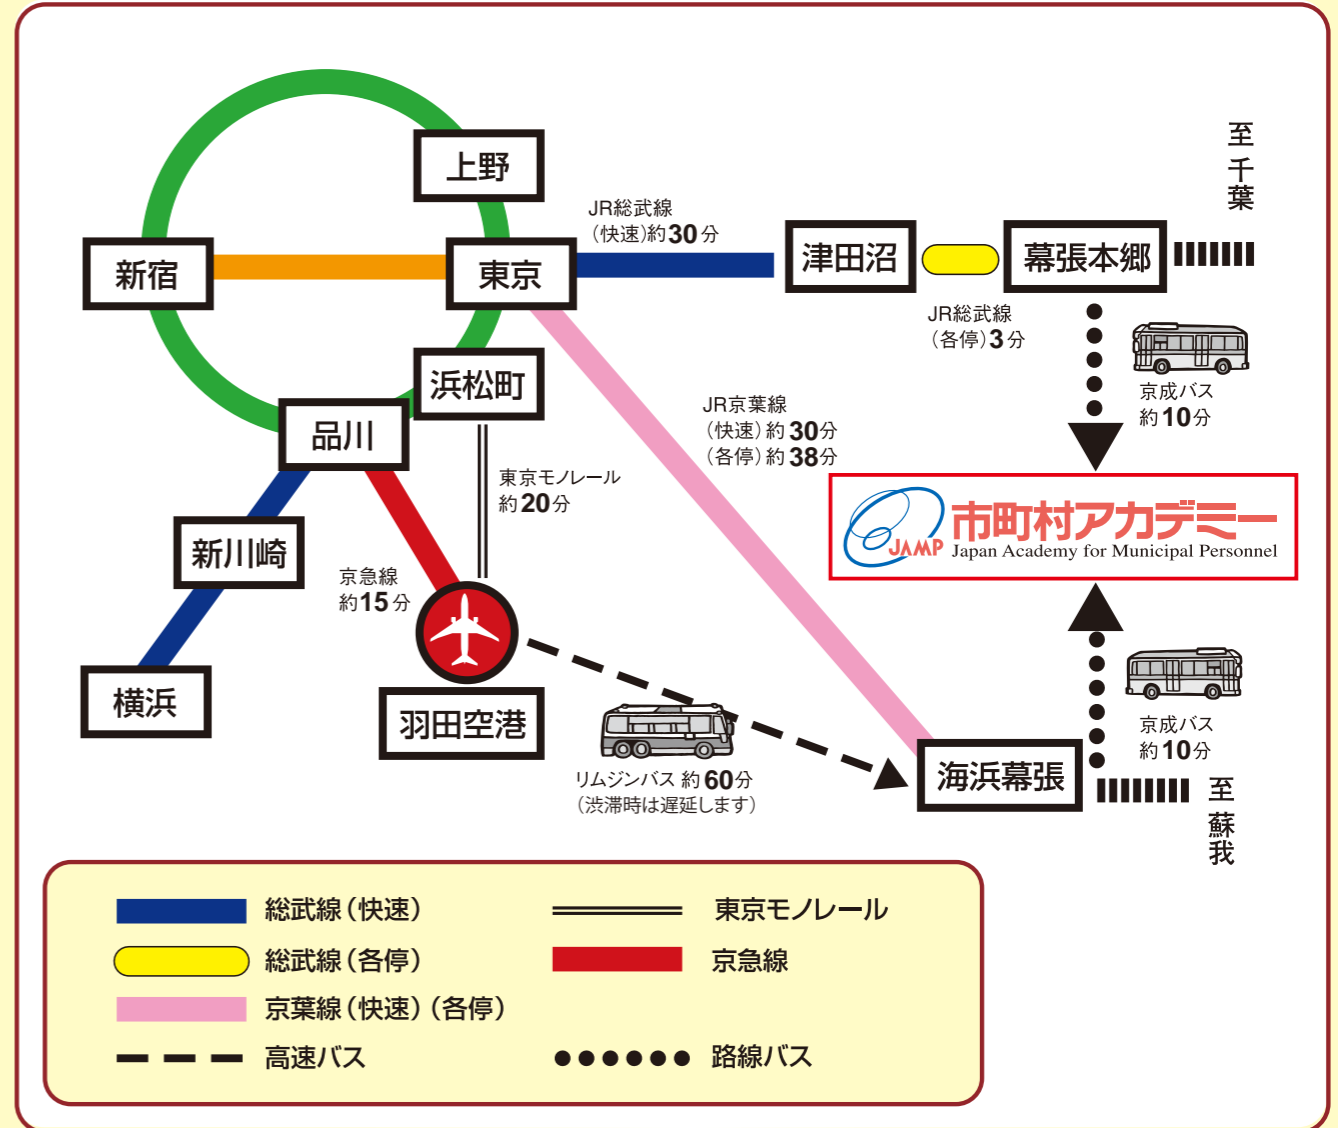 上野
至千葉
JR総武線
（快速）約30分
新宿
東京
津田沼
幕張本郷
JR総武線
（各停）3分
浜松町
京成バス
約10分
品川
JR京葉線
（快速）約30分
（各停）約38分
東京モノレール
約20分
JAMP
市町村アカデミー
Japan Academy for Municipal Personnel
新川崎
京急線
約15分
横浜
羽田空港
リムジンバス 約60分
（渋滞時は遅延します）
海浜幕張
京成バス
約10分
至蘇我
総武線（快速）
東京モノレール
総武線（各停）
京急線
京葉線（快速）（各停）
高速バス
路線バス